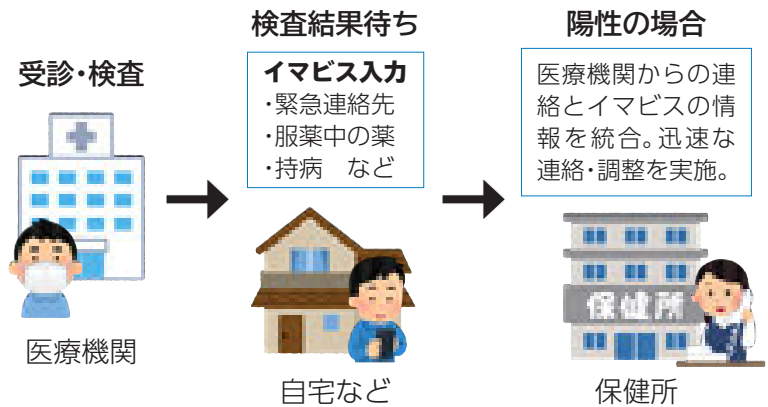 受診・検査
医療機関
検査結果待ち
イマビス入力
・緊急連絡先
・服薬中の薬
・持病　など
自宅など
陽性の場合
医療機関からの連
絡とイマビスの情
報を統合。迅速な
連絡・調整を実施。
保健所
保健所